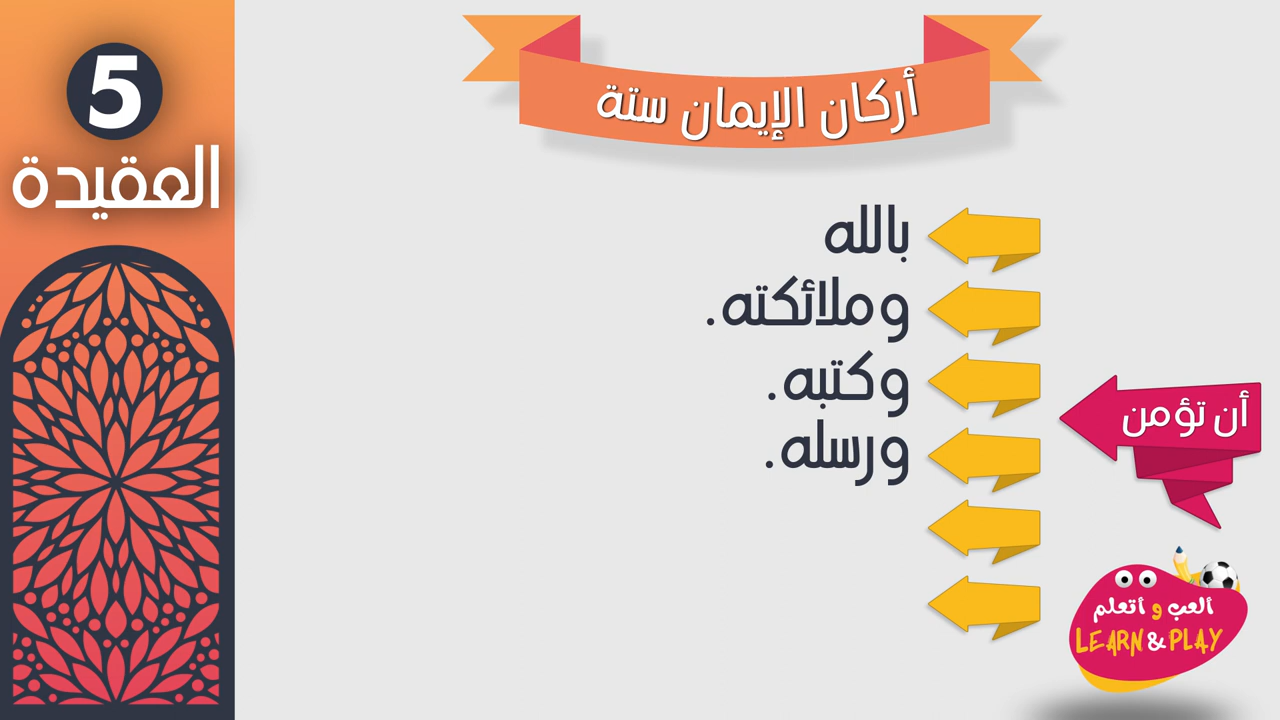 أركان الإيمان ستة
5
العقيدة
بالله
وملائكته.
وكتبه.
ورسله.
أن تؤمن
ألعب و أتعلم
LEARN & PLAY